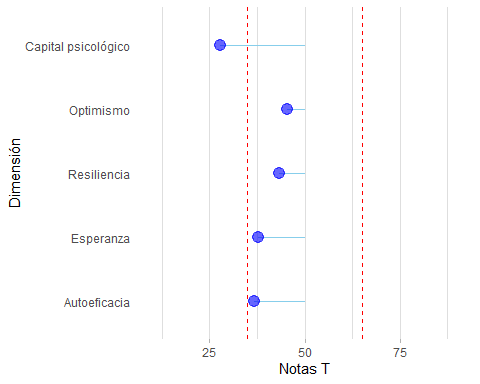 Capital psicológico
Optimismo
Resiliencia
Esperanza
Autoeficacia
Dimensión
25 50 75
Notas T